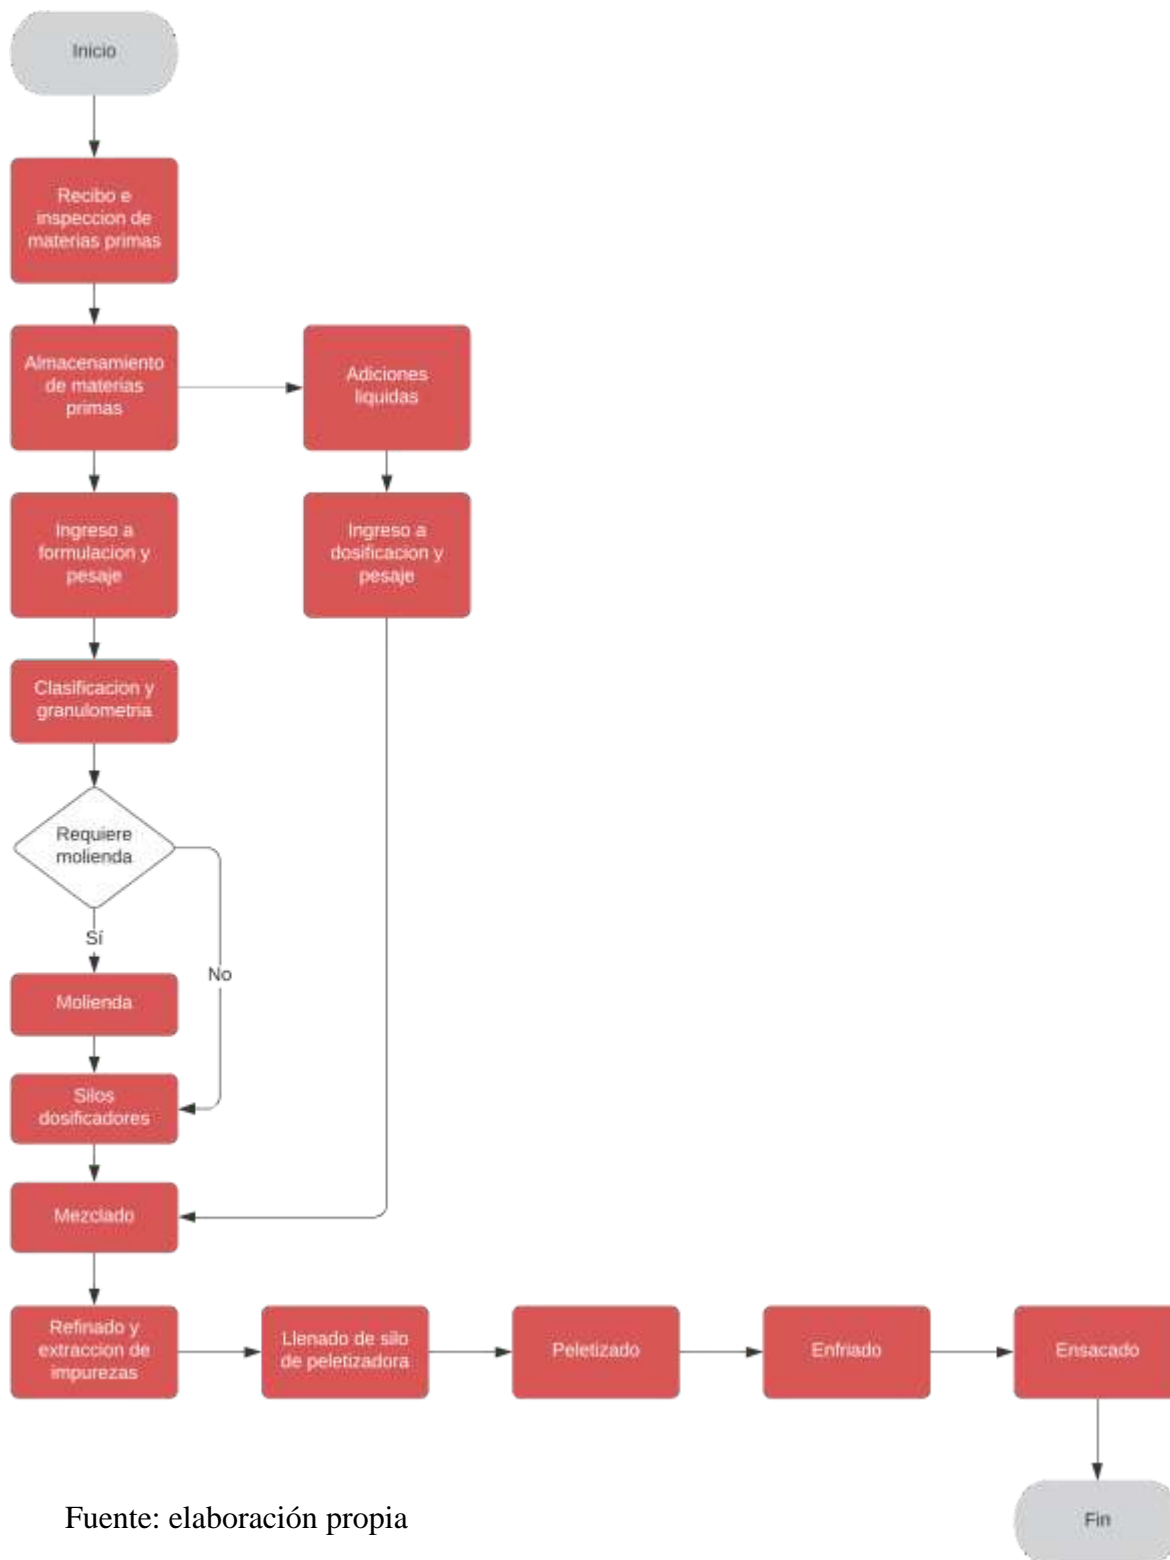 Inicio
Recibo e
inspeccion de
materias primas
Almacenamiento
de materias
primas
Adiciones
liquidas
Ingreso a
formulacion y
pesaje
Ingreso a
dosificacion y
pesaje
Clasificacion y
granulometria
Requiere
molienda
Sí
No
Molienda
Silos
dosificadores
Mezclado
Refinado y
extraccion de
impurezas
Llenado de silo
de peletizadora
Peletizado
Enfriado
Ensacado
Fin
Fuente: elaboración propia